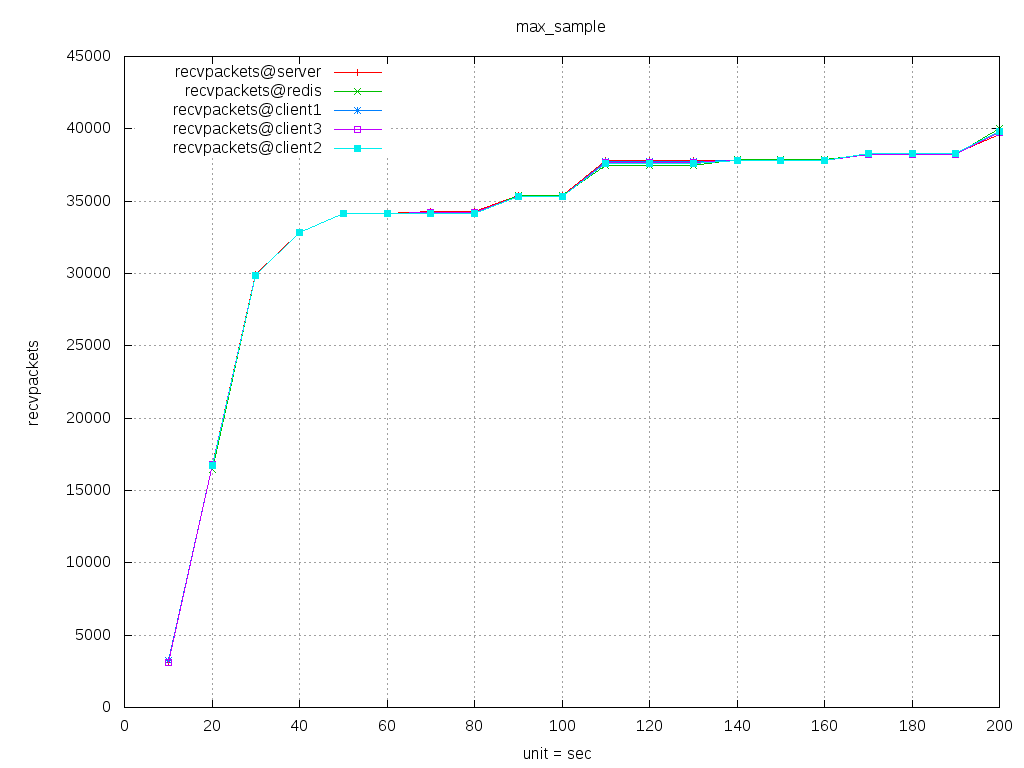 max_sample
45000
40000
35000
30000
25000
20000
15000
10000
5000
0
recvpackets
recvpackets@server
recvpackets@redis
recvpackets@client1
recvpackets@client3
recvpackets@client2
0 20 40 60 80 100 120 140 160 180 200
unit = sec